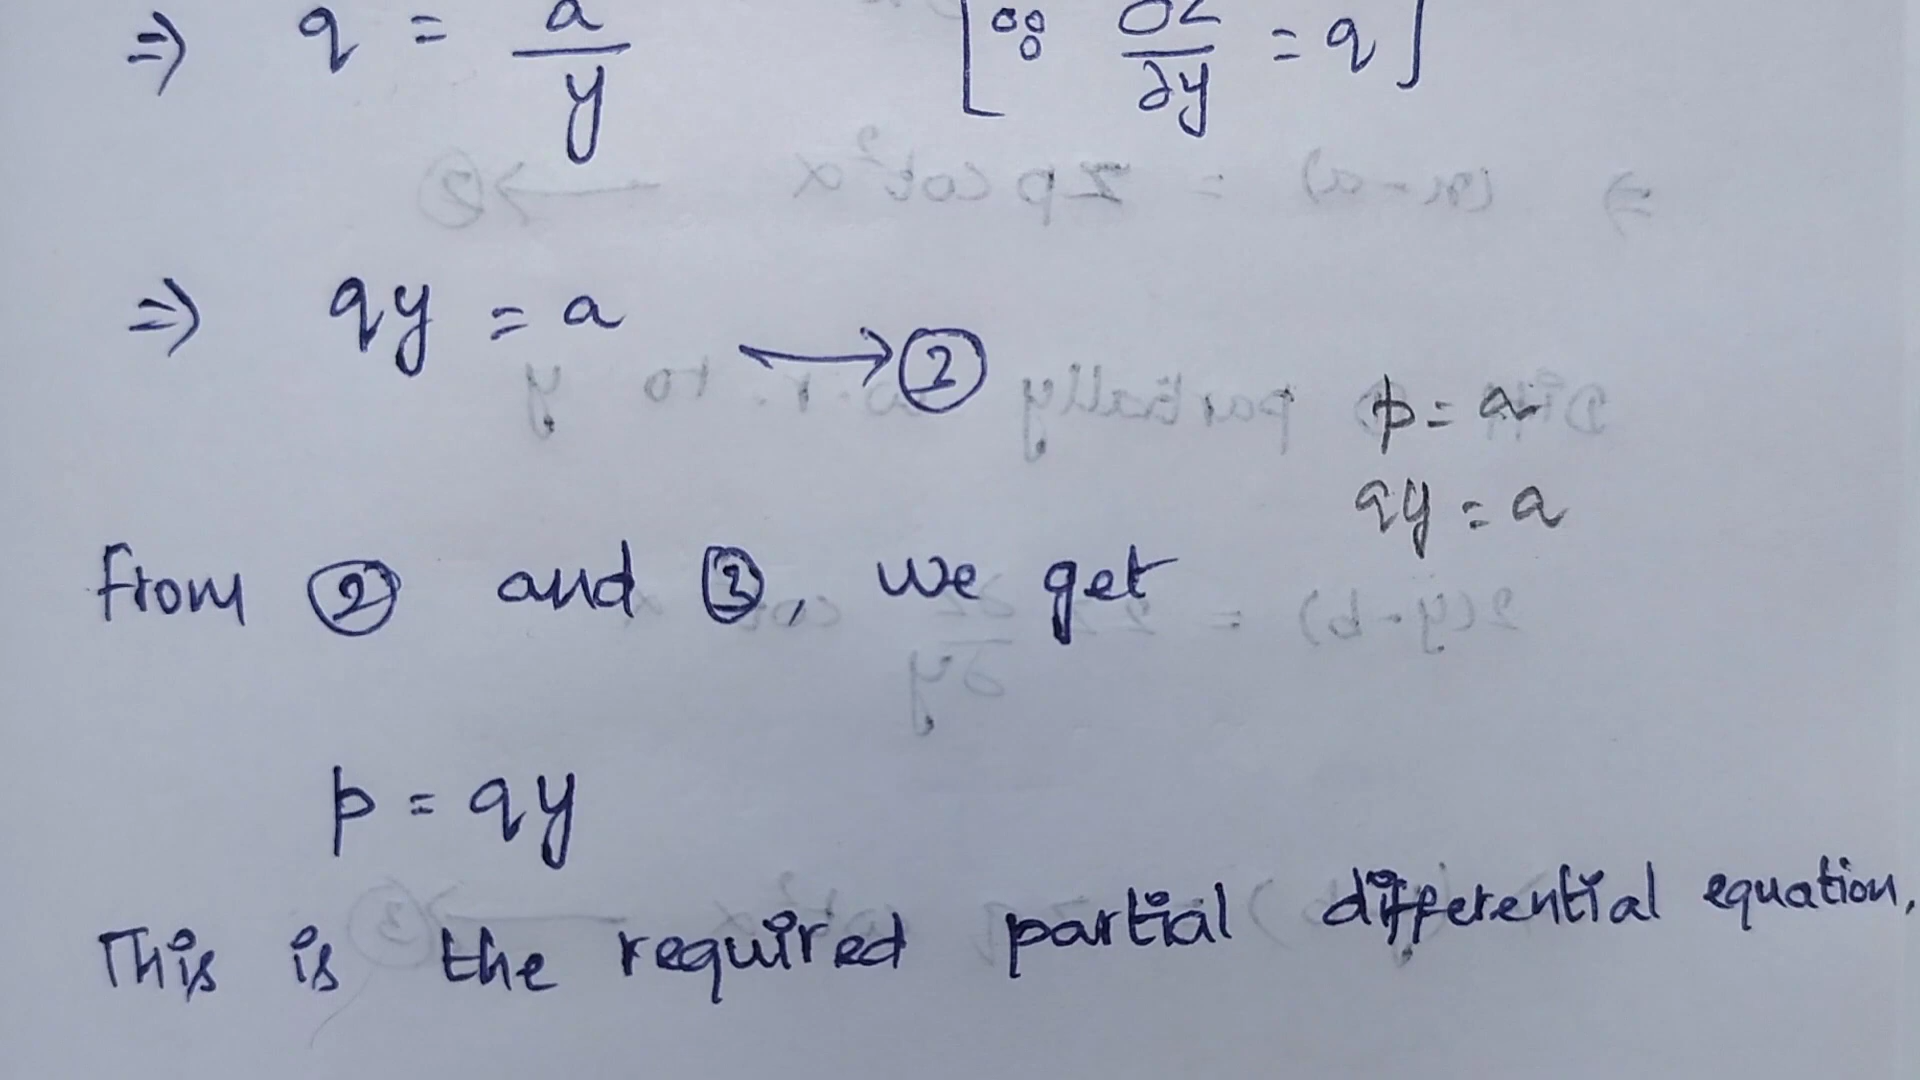 ⇒ q = a/y [∵ ∂z/∂y = q]
⇒ qy = a ⟶ ②
p = a
qy = a
From ② and ③, we get
p = qy
This is the required partial differential equation.